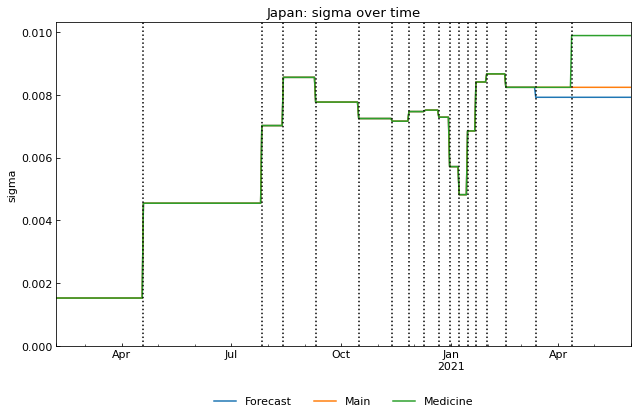 Japan: sigma over time
0.010
0.008
0.006
0.004
0.002
0.000
sigma
Apr Jul Oct Jan Apr
2021
Forecast Main Medicine